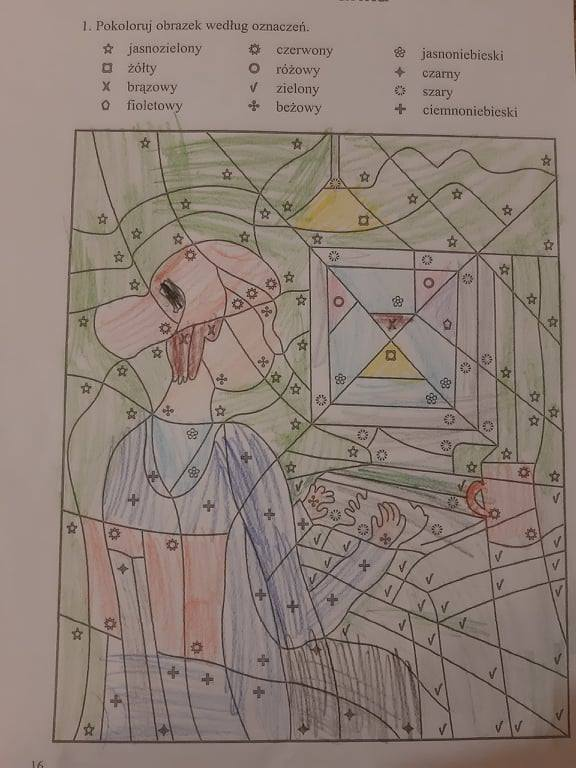 1. Pokoloruj obrazek według oznaczeń.
jasnozielony czerwony jasnoniebieski
żółty różowy czarny
brązowy zielony szary
fioletowy beżowy ciemnoniebieski
16